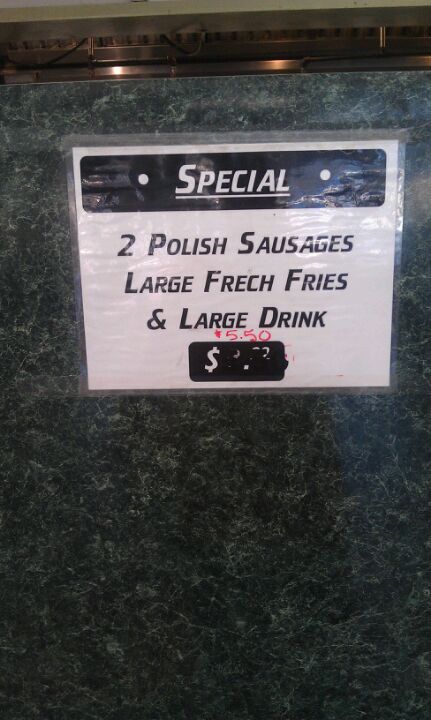 • SPECIAL •
2 POLISH SAUSAGES
LARGE FRECH FRIES
& LARGE DRINK
$5.50
$